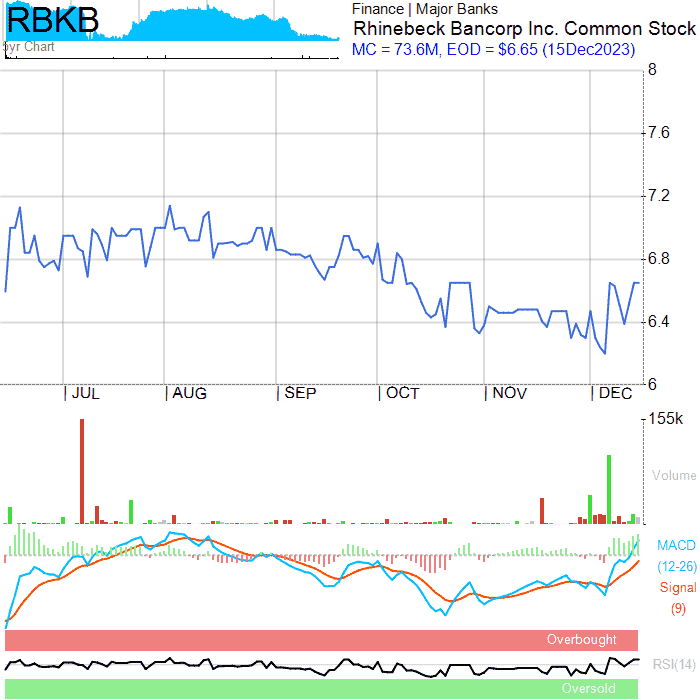 RBKB
5yr Chart
Finance | Major Banks
Rhinebeck Bancorp Inc. Common Stock
MC = 73.6M, EOD = $6.65 (15Dec2023)
8
7.6
7.2
6.8
6.4
6
| JUL | AUG | SEP | OCT | NOV | DEC
155k
Volume
MACD
(12-26)
Signal
(9)
Overbought
RSI(14)
Oversold